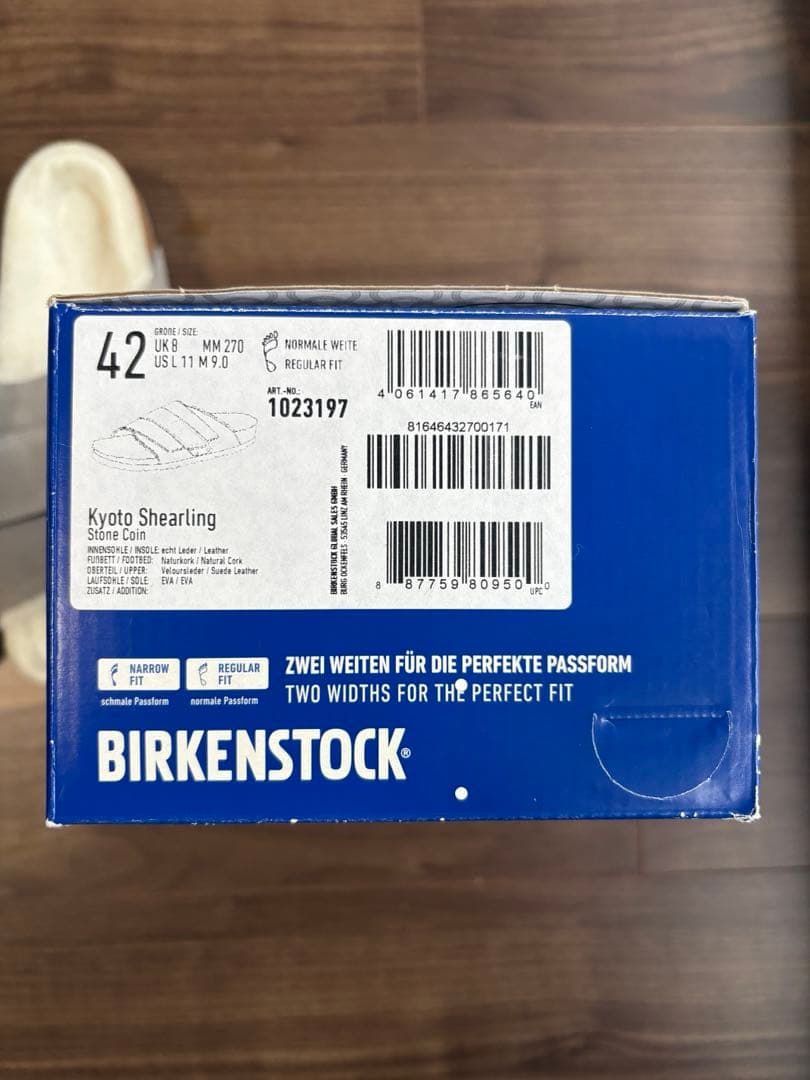 42
GRÖßE / SIZE:
UK 8 MM 270
US L 11 M 9.0
NORMALE WEITE
REGULAR FIT
ART.-NO.:
1023197
4 061417 865640
EAN
81646432700171
Kyoto Shearling
Stone Coin
INNENSOHLE / INSOLE: echt Leder / Leather
FUßBETT / FOOTBED: Naturkork / Natural Cork
OBERTEIL / UPPER: Veloursleder / Suede Leather
LAUFSOHLE / SOLE: EVA / EVA
ZUSATZ / ADDITION:
BIRKENSTOCK GLOBAL SALES GMBH
BURG OCKENFELS 53545 LINZ AM RHEIN GERMANY
8 87759 80950 0
UPC
NARROW FIT
schmale Passform
REGULAR FIT
normale Passform
ZWEI WEITEN FÜR DIE PERFEKTE PASSFORM
TWO WIDTHS FOR THE PERFECT FIT
BIRKENSTOCK®